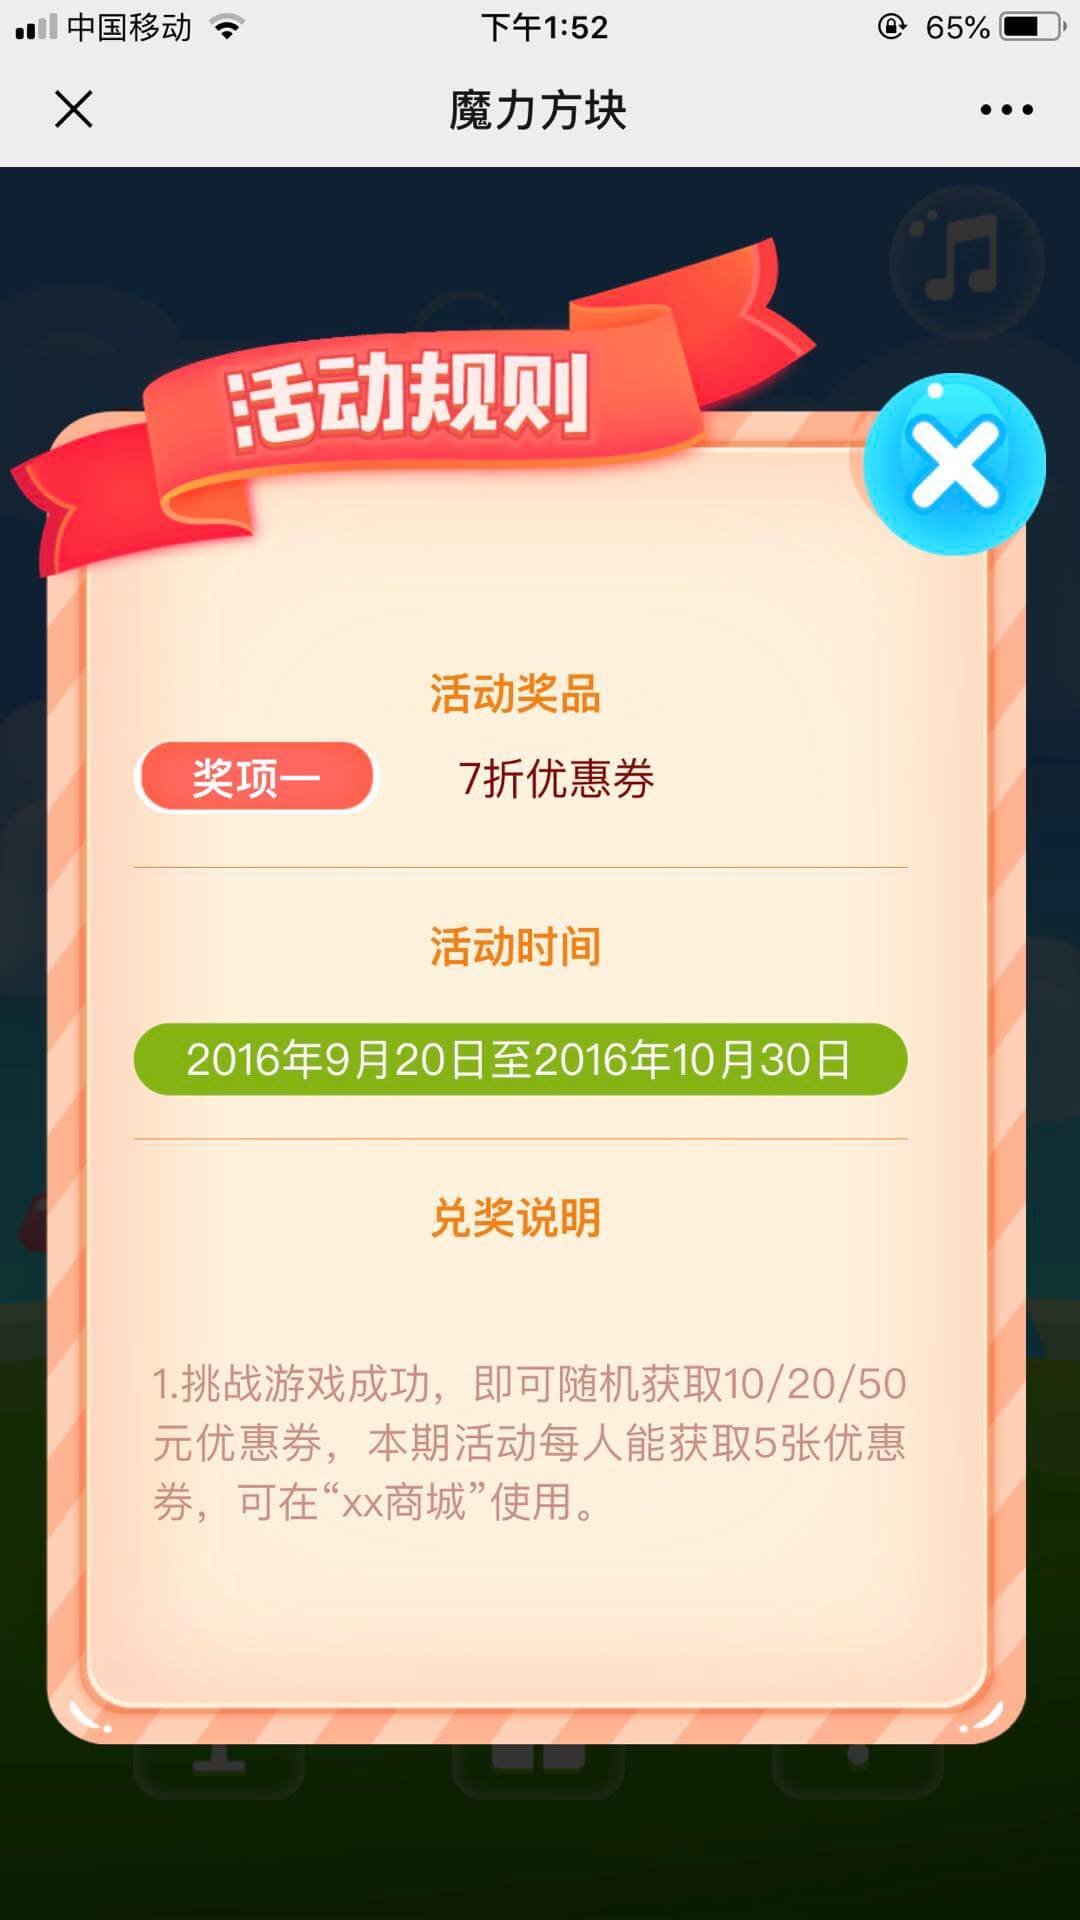 中国移动
下午1:52
65%
魔力方块
活动规则
活动奖品
奖项一
7折优惠券
活动时间
2016年9月20日至2016年10月30日
兑奖说明
1.挑战游戏成功，即可随机获取10/20/50
元优惠券，本期活动每人能获取5张优惠
券，可在“xx商城”使用。